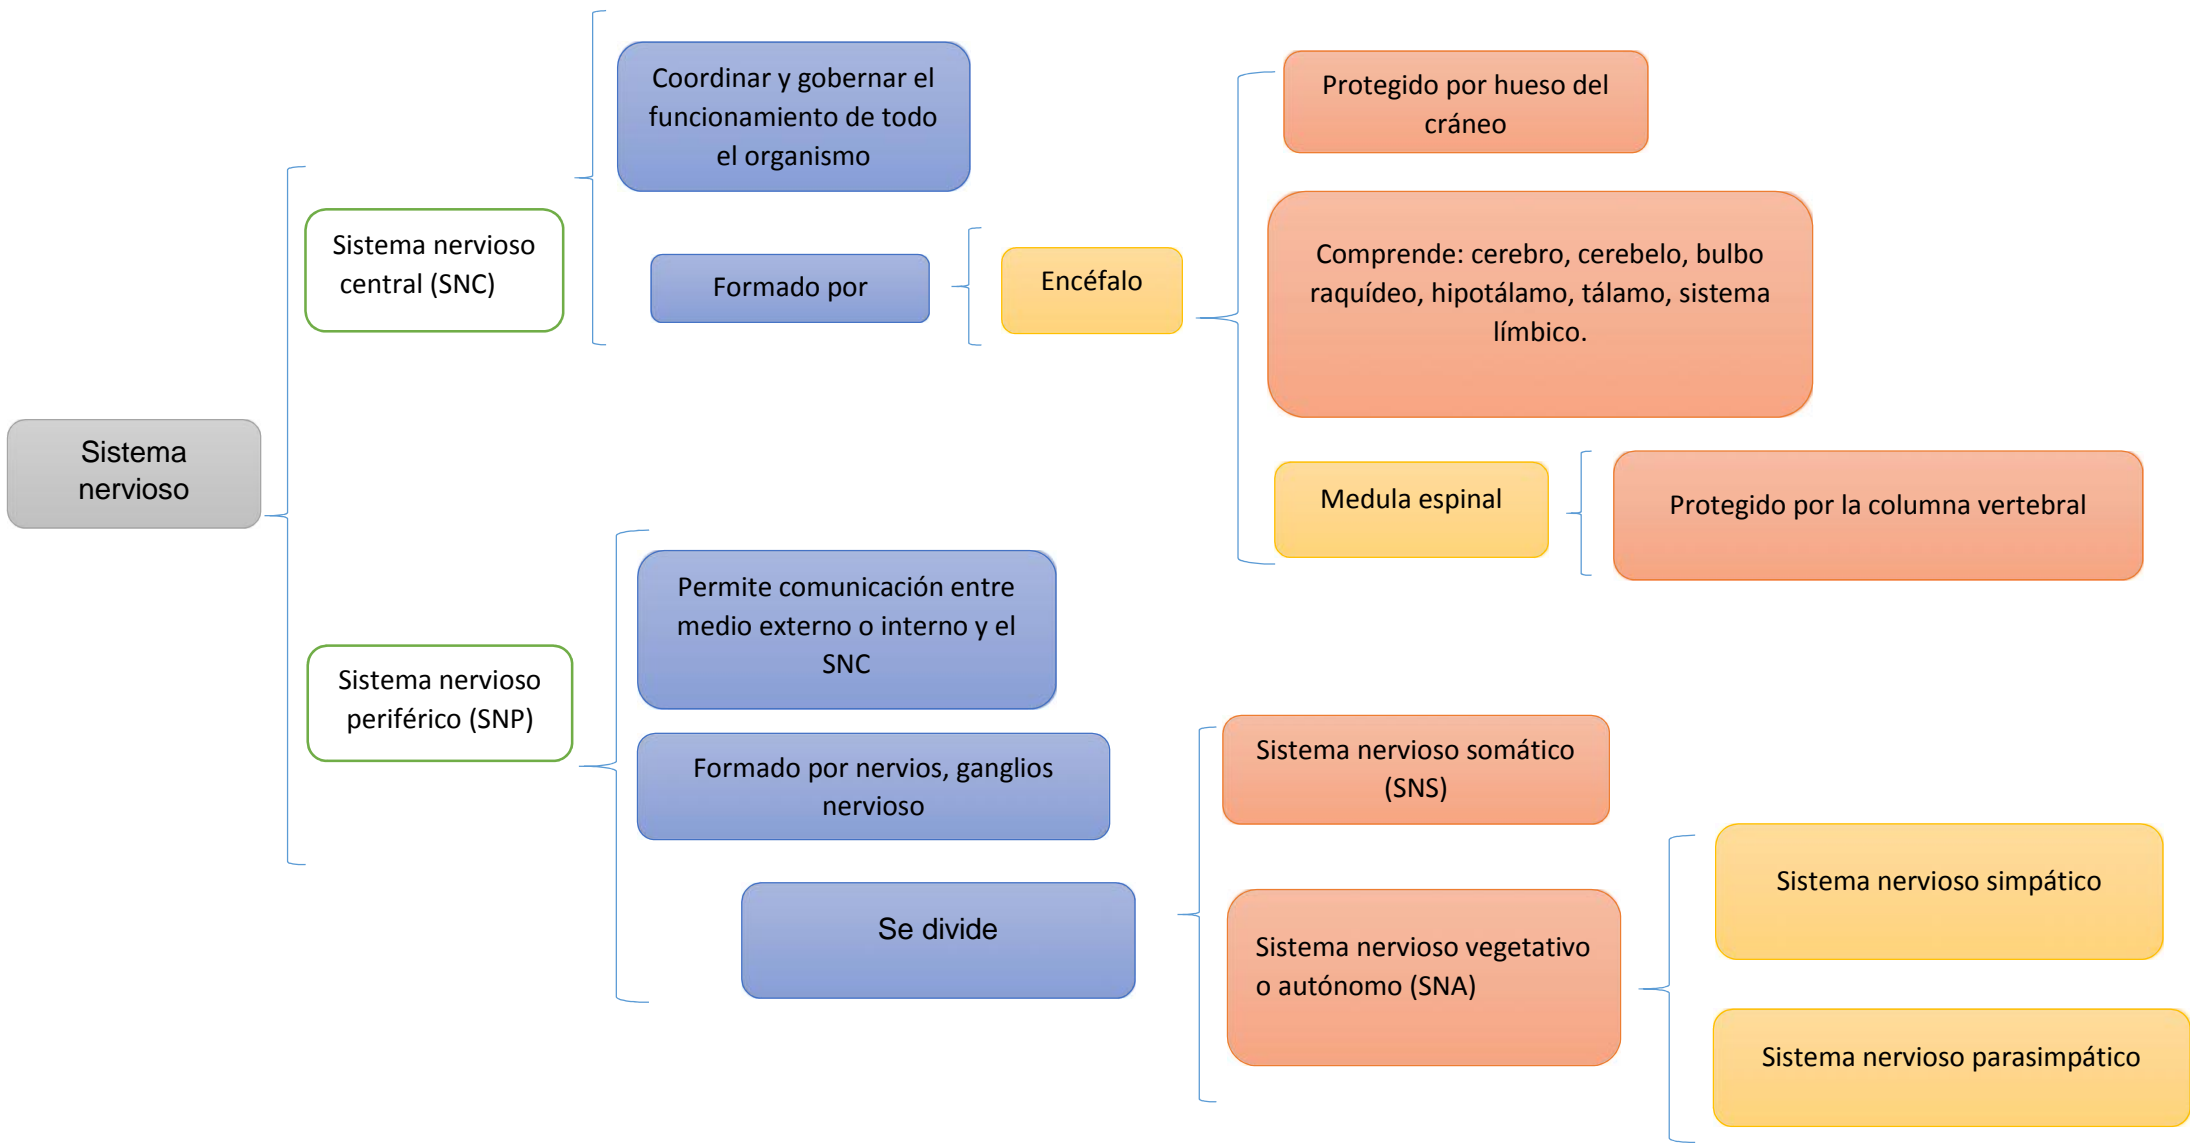 Sistema
nervioso
Sistema nervioso
central (SNC)
Coordinar y gobernar el
funcionamiento de todo
el organismo
Formado por
Encéfalo
Protegido por hueso del
cráneo
Comprende: cerebro, cerebelo, bulbo
raquídeo, hipotálamo, tálamo, sistema
límbico.
Medula espinal
Protegido por la columna vertebral
Sistema nervioso
periférico (SNP)
Permite comunicación entre
medio externo o interno y el
SNC
Formado por nervios, ganglios
nervioso
Se divide
Sistema nervioso somático
(SNS)
Sistema nervioso vegetativo
o autónomo (SNA)
Sistema nervioso simpático
Sistema nervioso parasimpático